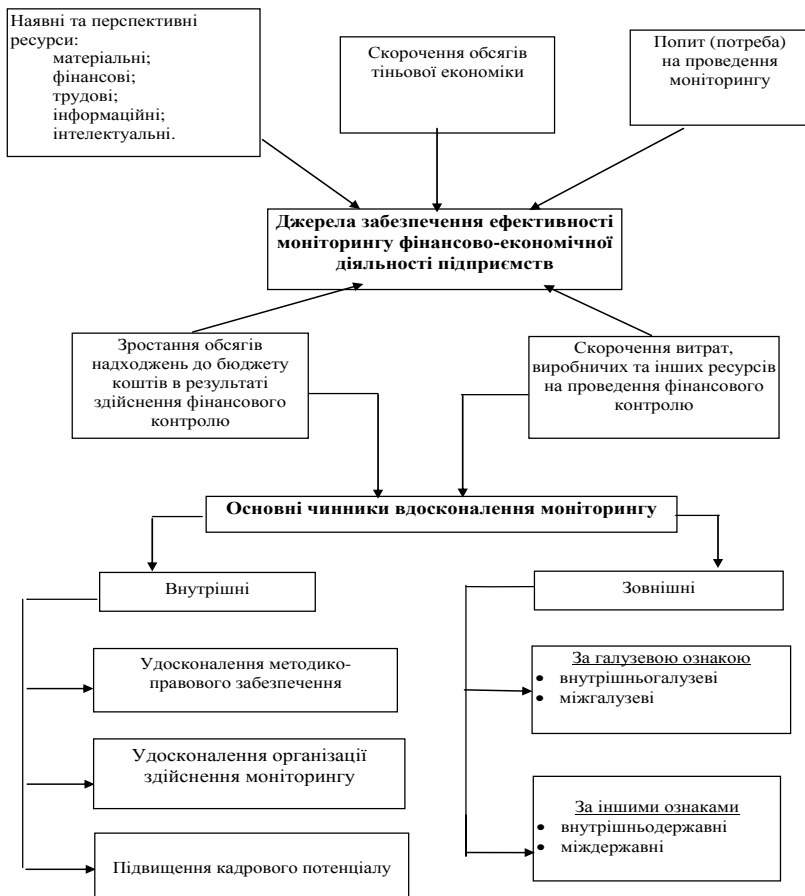 Наявні та перспективні
ресурси:
матеріальні;
фінансові;
трудові;
інформаційні;
інтелектуальні.
Скорочення обсягів
тіньової економіки
Попит (потреба)
на проведення
моніторингу
Джерела забезпечення ефективності
моніторингу фінансово-економічної
діяльності підприємств
Зростання обсягів
надходжень до бюджету
коштів в результаті
здійснення фінансового
контролю
Скорочення витрат,
виробничих та інших ресурсів
на проведення фінансового
контролю
Основні чинники вдосконалення моніторингу
Внутрішні
Зовнішні
Удосконалення методико-
правового забезпечення
Удосконалення організації
здійснення моніторингу
Підвищення кадрового потенціалу
За галузевою ознакою
• внутрішньогалузеві
• міжгалузеві
За іншими ознаками
• внутрішньодержавні
• міждержавні